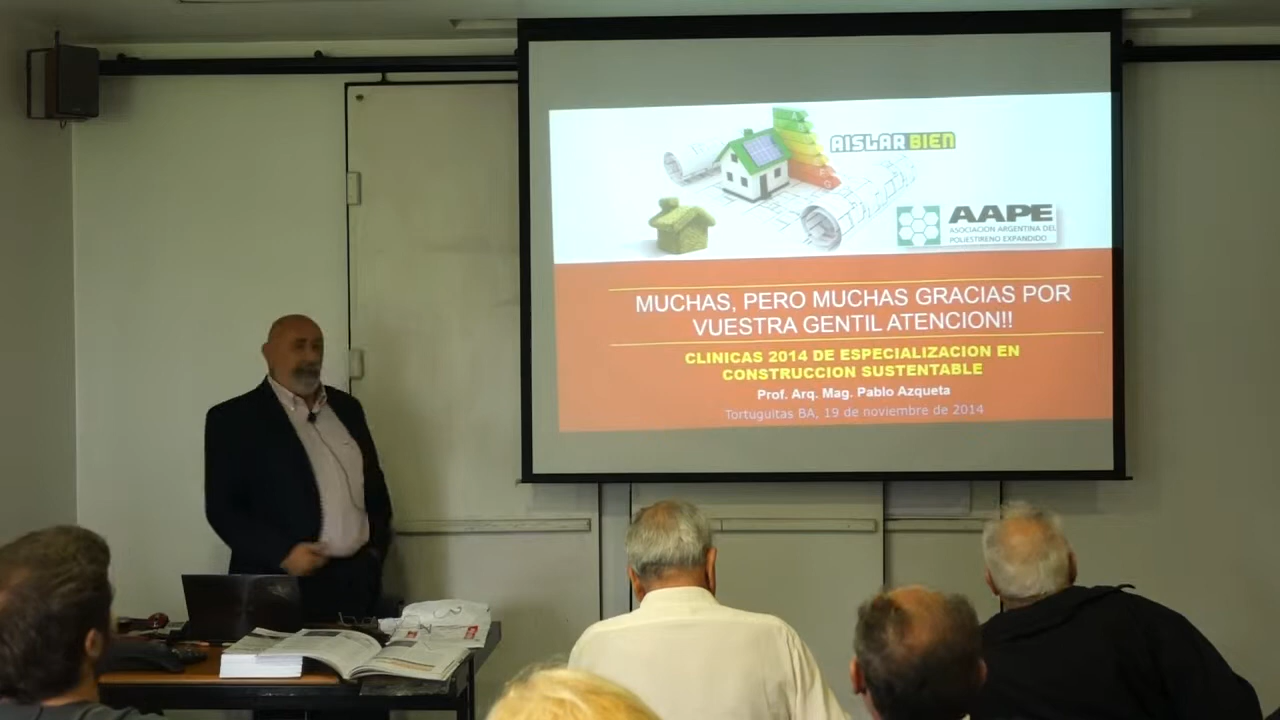 AISLARBIEN
AAPE
ASOCIACION ARGENTINA DEL
POLIESTIRENO EXPANDIDO
MUCHAS, PERO MUCHAS GRACIAS POR
VUESTRA GENTIL ATENCION!!
CLINICAS 2014 DE ESPECIALIZACION EN
CONSTRUCCION SUSTENTABLE
Prof. Arq. Mag. Pablo Azqueta
Tortuguitas BA, 19 de noviembre de 2014